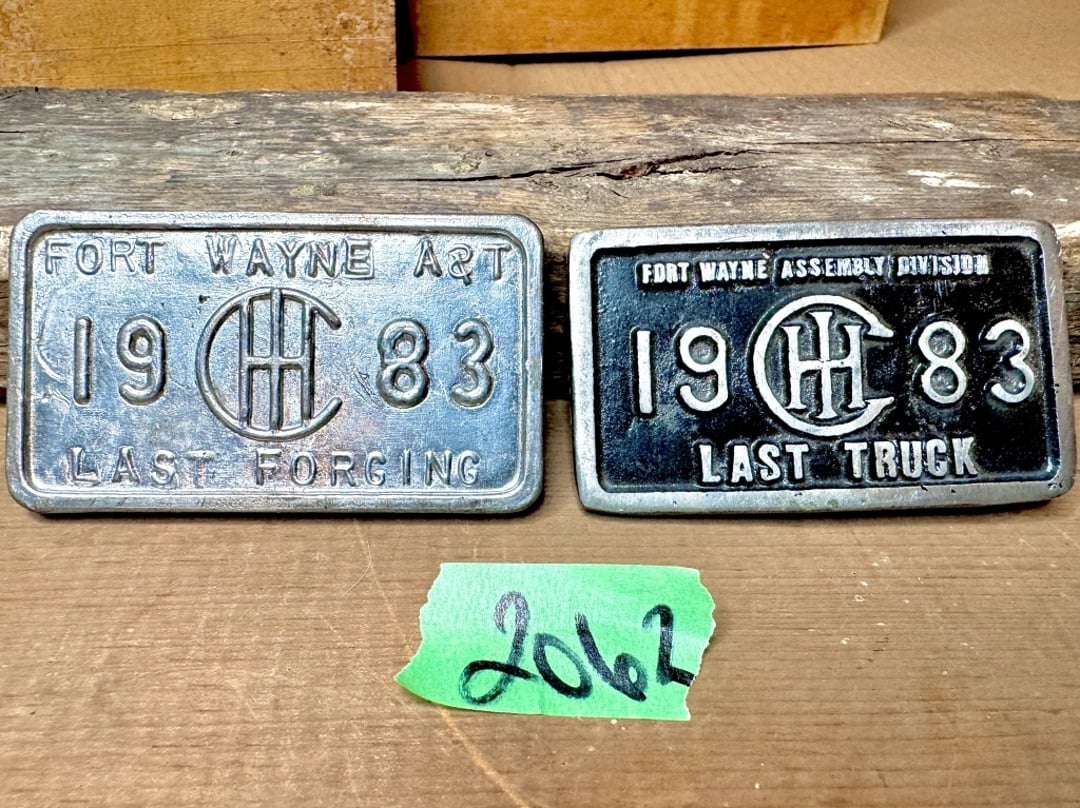 FORT WAYNE A&T
19 IHC 83
LAST FORGING
FORT WAYNE ASSEMBLY DIVISION
19 IHC 83
LAST TRUCK
2062